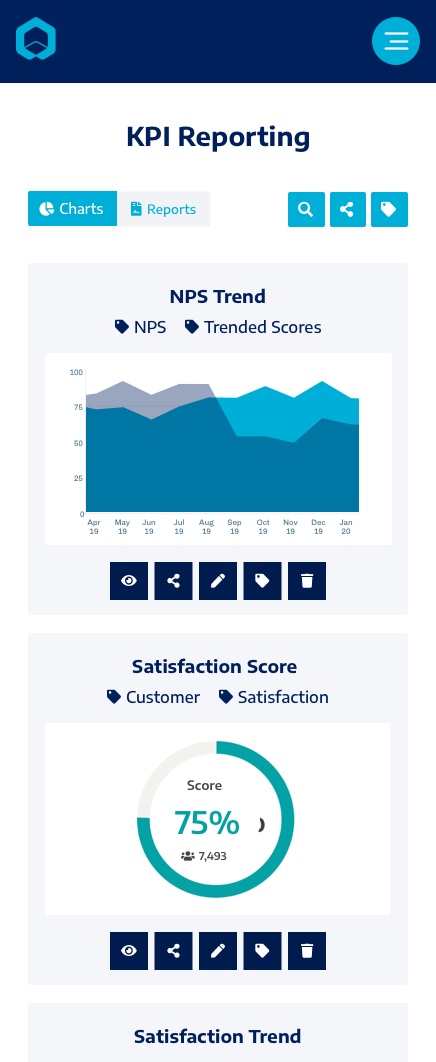 KPI Reporting
Charts Reports
NPS Trend
NPS Trended Scores
100
75
50
25
0
Apr May Jun Jul Aug Sep Oct Nov Dec Jan
19 19 19 19 19 19 19 19 19 20
Satisfaction Score
Customer Satisfaction
Score
75%
7,493
Satisfaction Trend